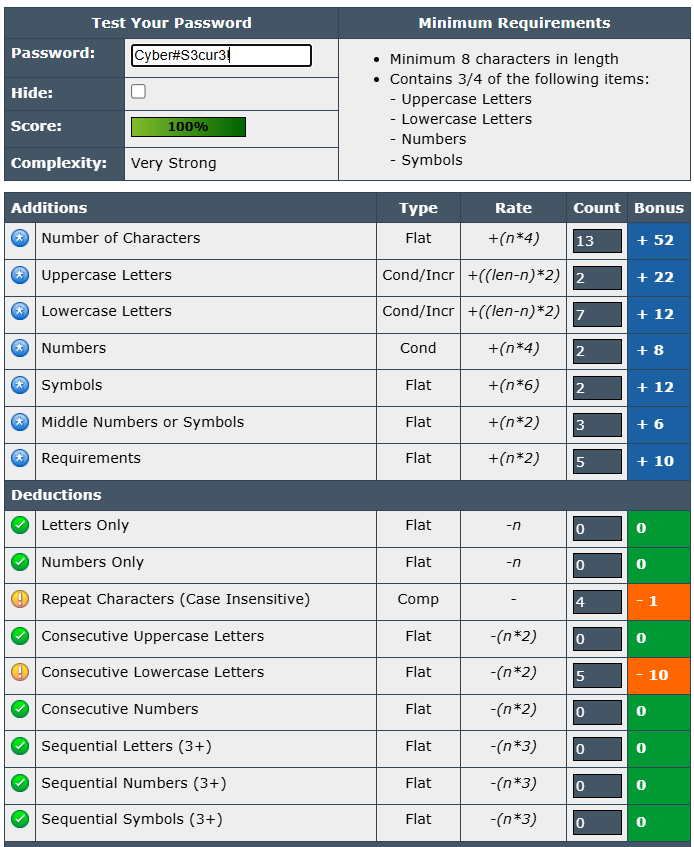 Test Your Password Minimum Requirements
Password: Cyber#S3cur3!
Hide:
Score: 100%
Complexity: Very Strong
• Minimum 8 characters in length
• Contains 3/4 of the following items:
- Uppercase Letters
- Lowercase Letters
- Numbers
- Symbols
Additions Type Rate Count Bonus
Number of Characters Flat +(n*4) 13 + 52
Uppercase Letters Cond/Incr +((len-n)*2) 2 + 22
Lowercase Letters Cond/Incr +((len-n)*2) 7 + 12
Numbers Cond +(n*4) 2 + 8
Symbols Flat +(n*6) 2 + 12
Middle Numbers or Symbols Flat +(n*2) 3 + 6
Requirements Flat +(n*2) 5 + 10
Deductions
Letters Only Flat -n 0 0
Numbers Only Flat -n 0 0
Repeat Characters (Case Insensitive) Comp - 4 - 1
Consecutive Uppercase Letters Flat -(n*2) 0 0
Consecutive Lowercase Letters Flat -(n*2) 5 - 10
Consecutive Numbers Flat -(n*2) 0 0
Sequential Letters (3+) Flat -(n*3) 0 0
Sequential Numbers (3+) Flat -(n*3) 0 0
Sequential Symbols (3+) Flat -(n*3) 0 0